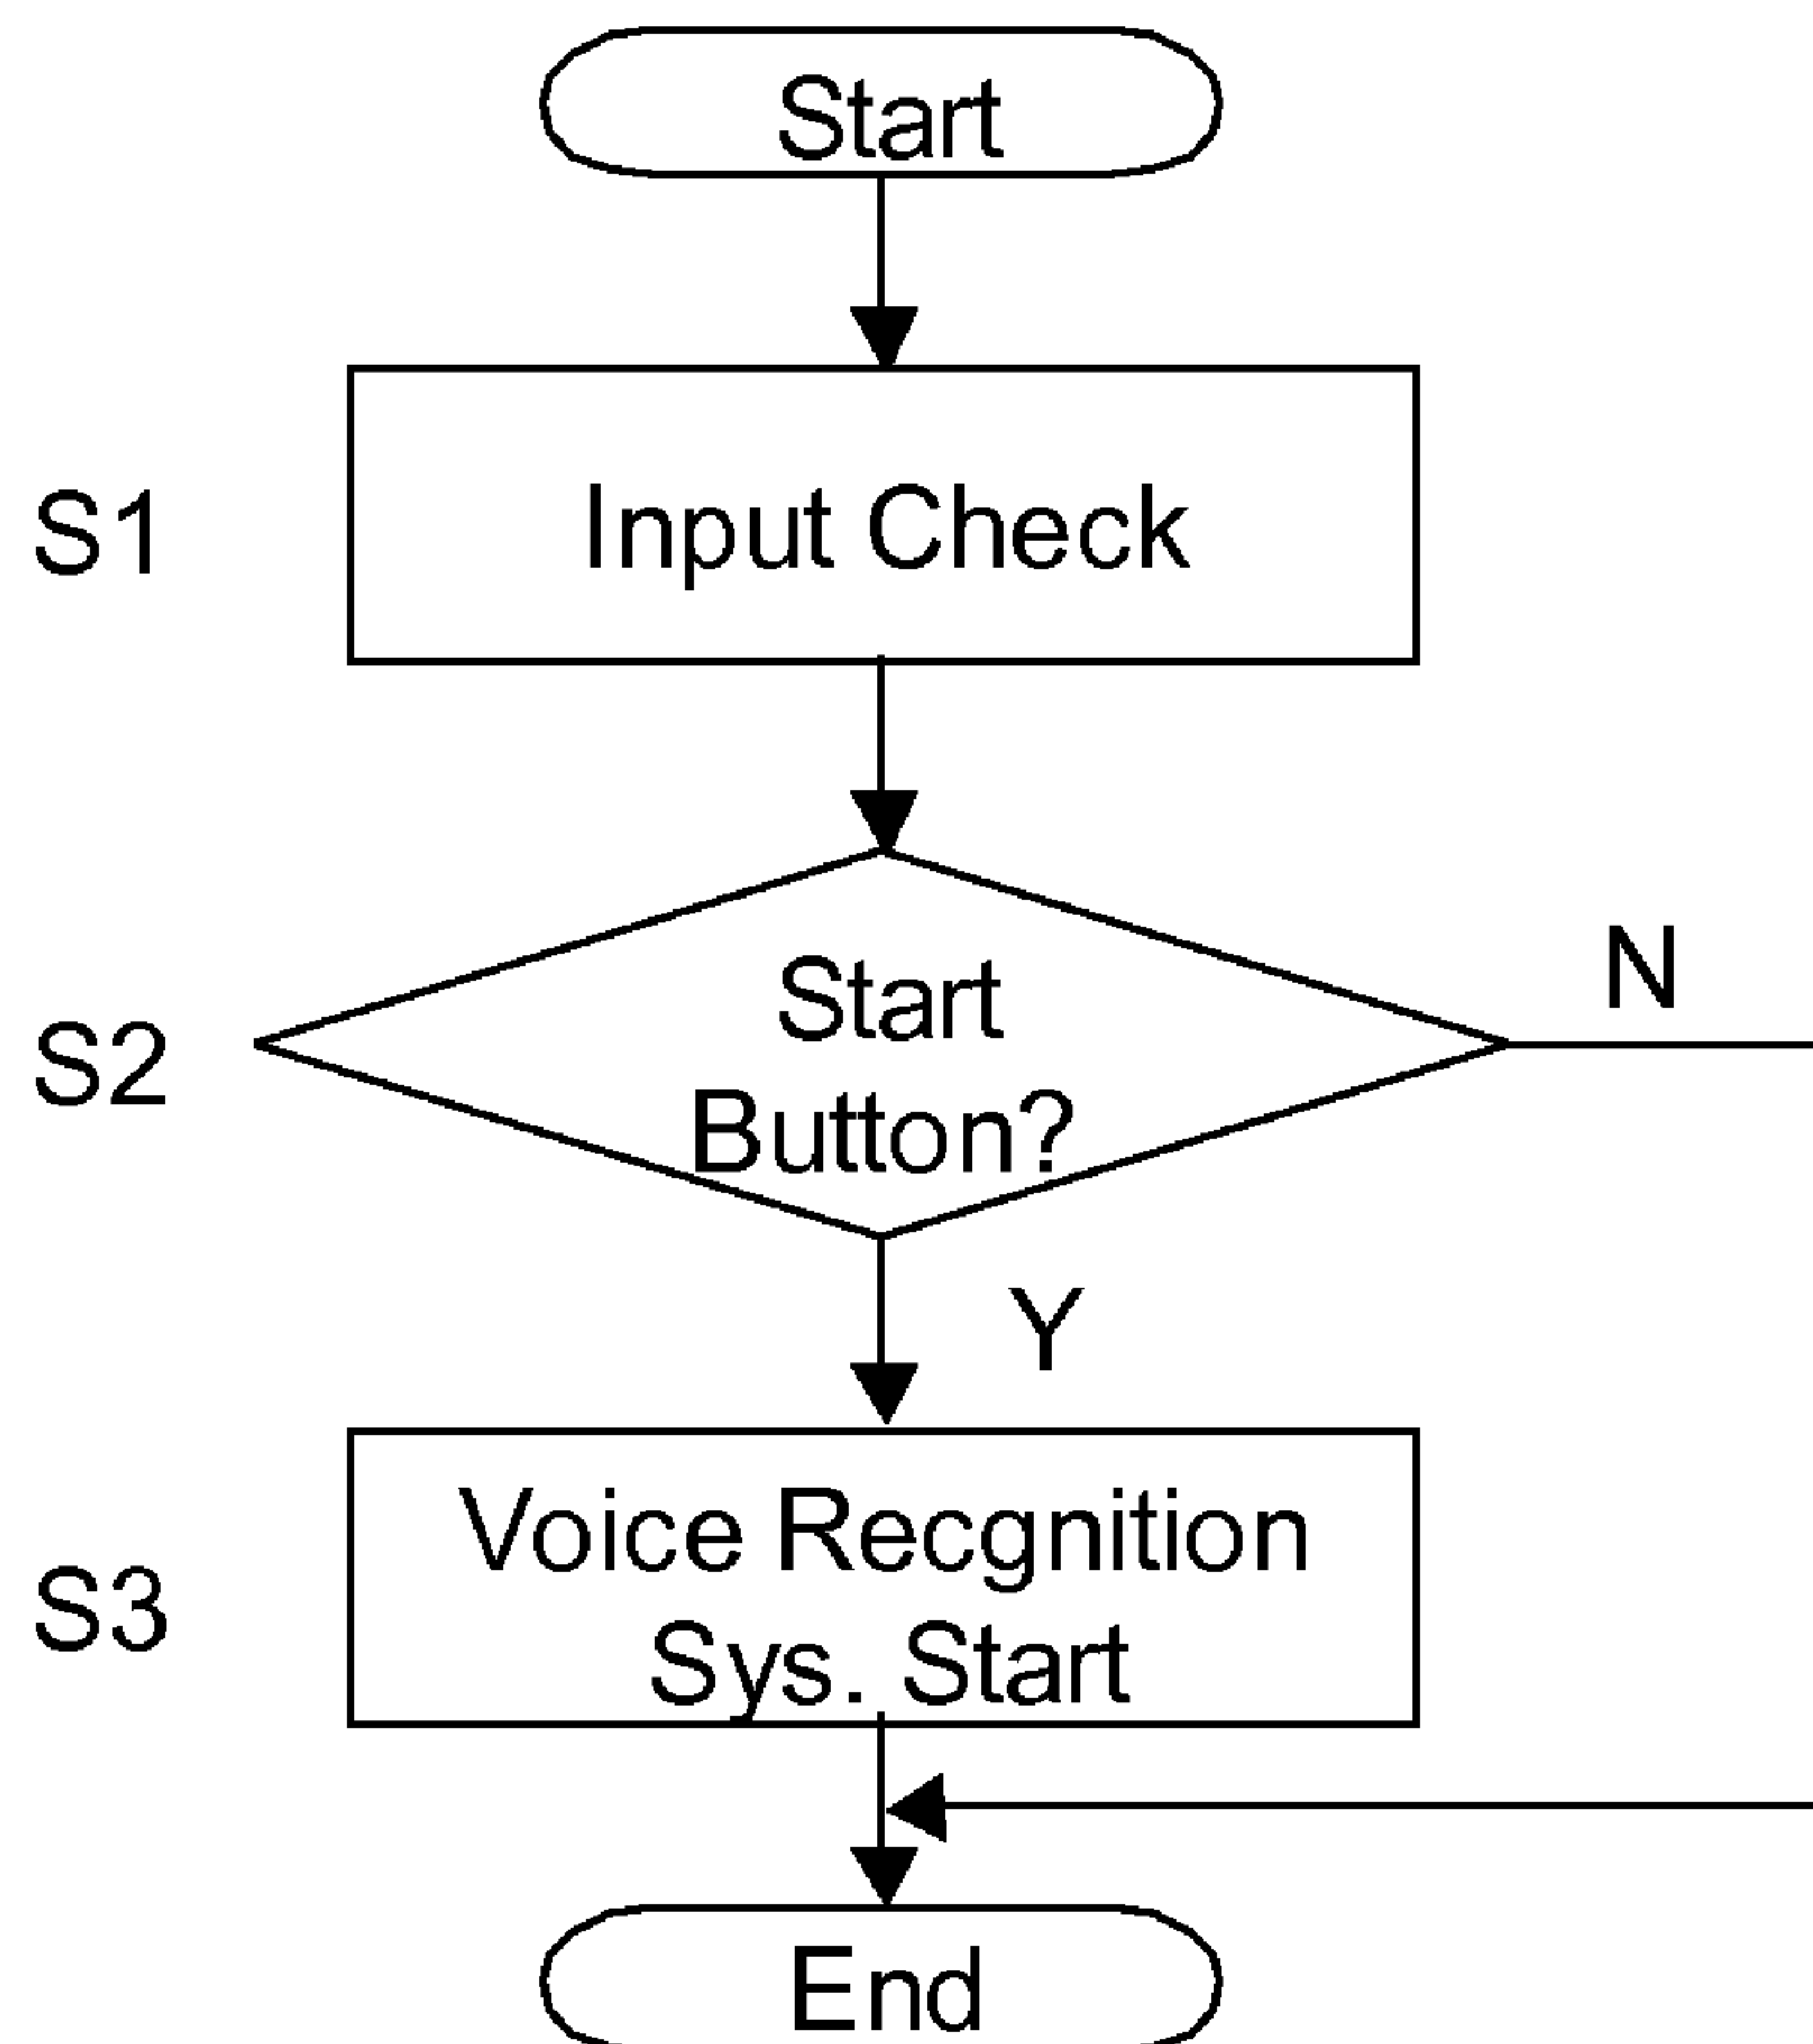 Start
S1
Input Check
S2
Start
Button?
N
Y
S3
Voice Recgnition
Sys. Start
End